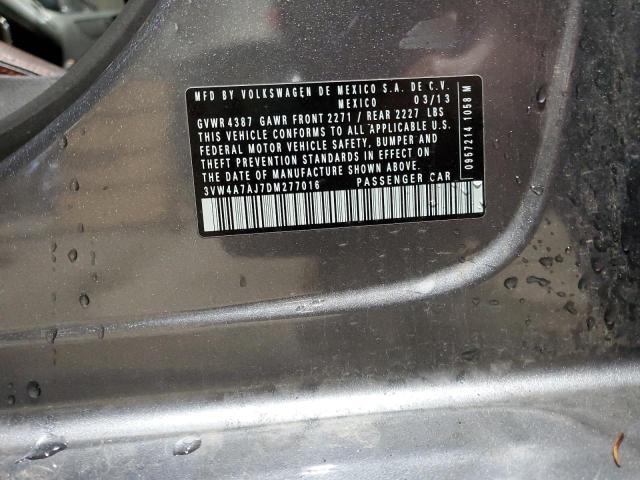 MFD BY VOLKSWAGEN DE MEXICO S.A. DE C.V.
MEXICO 03/13
GVWR 4387 GAWR FRONT 2271 / REAR 2227 LBS
THIS VEHICLE CONFORMS TO ALL APPLICABLE U.S.
FEDERAL MOTOR VEHICLE SAFETY, BUMPER AND
THEFT PREVENTION STANDARDS IN EFFECT ON
THE DATE OF MANUFACTURE SHOWN ABOVE.
3VW4A7AJ7DM277016 PASSENGER CAR
0957214 1058 M